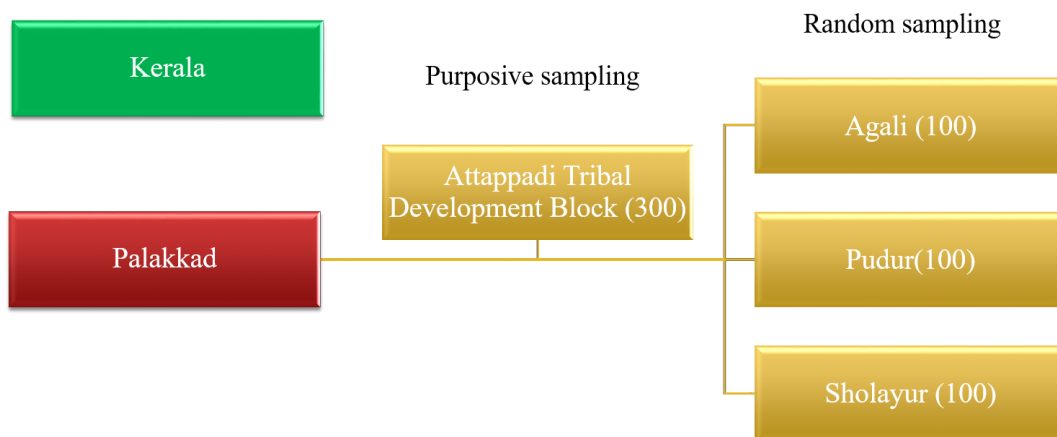 Kerala
Palakkad
Purposive sampling
Attappadi Tribal
Development Block (300)
Random sampling
Agali (100)
Pudur(100)
Sholayur (100)